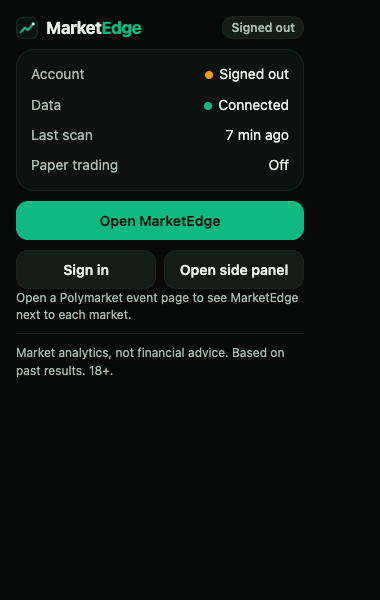 MarketEdge
Signed out
Account Signed out
Data Connected
Last scan 7 min ago
Paper trading Off
Open MarketEdge
Sign in
Open side panel
Open a Polymarket event page to see MarketEdge
next to each market.
Market analytics, not financial advice. Based on
past results. 18+.